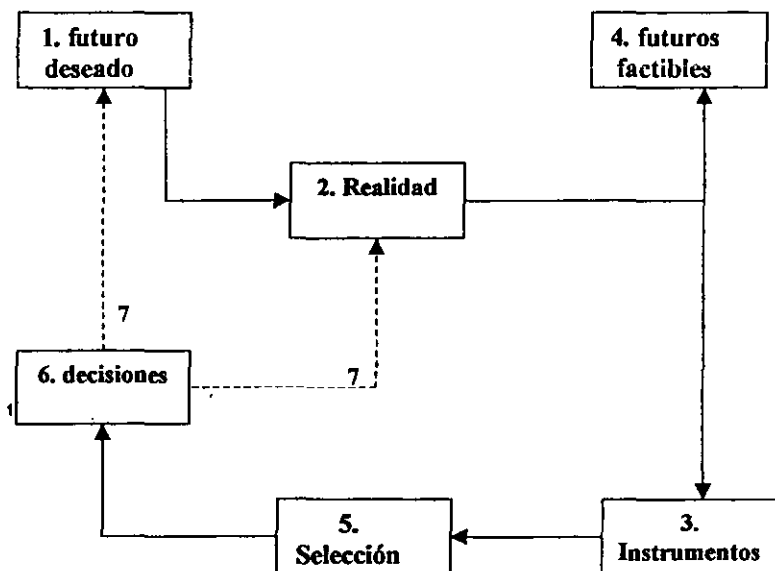 1. futuro
deseado
4. futuros
factibles
2. Realidad
7
6. decisiones
7
5.
Selección
3.
Instrumentos